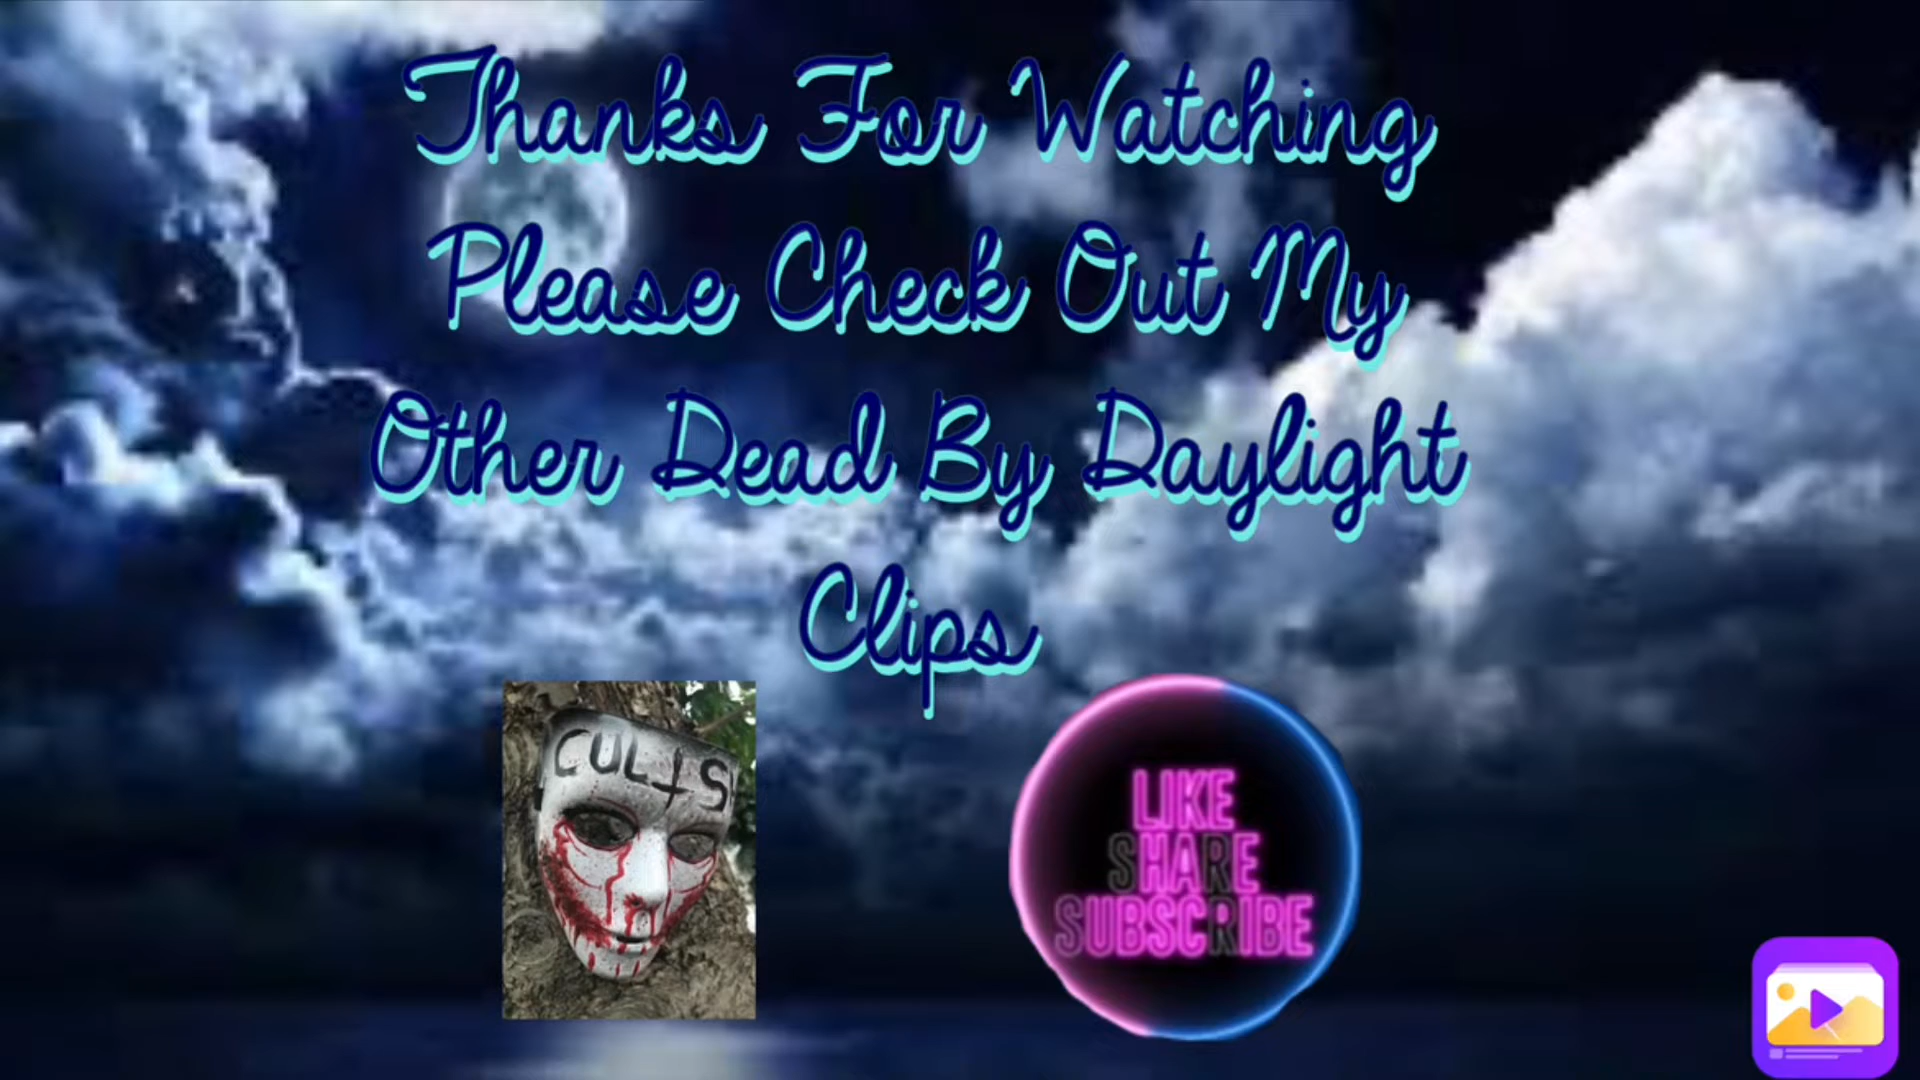 Thanks For Watching
Please Check Out My
Other Dead By Daylight
Clips
CULTS
LIKE
SHARE
SUBSCRIBE